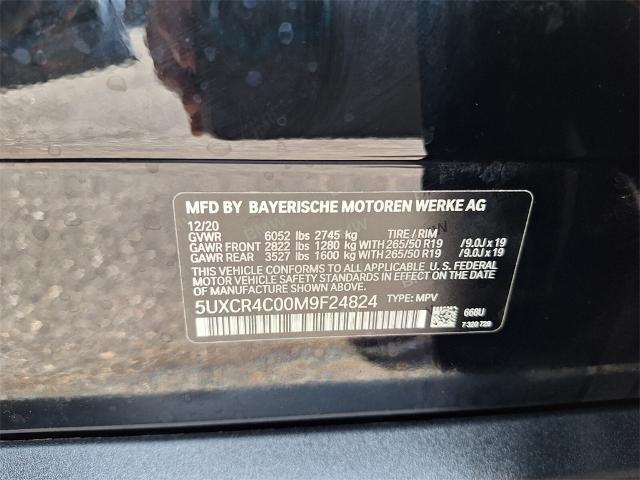 MFD BY BAYERISCHE MOTOREN WERKE AG
12/20
GVWR 6052 lbs 2745 kg TIRE / RIM
GAWR FRONT 2822 lbs 1280 kg WITH 265/50 R19 /9.0J x 19
GAWR REAR 3527 lbs 1600 kg WITH 265/50 R19 /9.0J x 19
THIS VEHICLE CONFORMS TO ALL APPLICABLE U.S. FEDERAL
MOTOR VEHICLE SAFETY STANDARDS IN EFFECT ON THE DATE
OF MANUFACTURE SHOWN ABOVE.
5UXCR4C00M9F24824 TYPE: MPV
668U
7 320 729